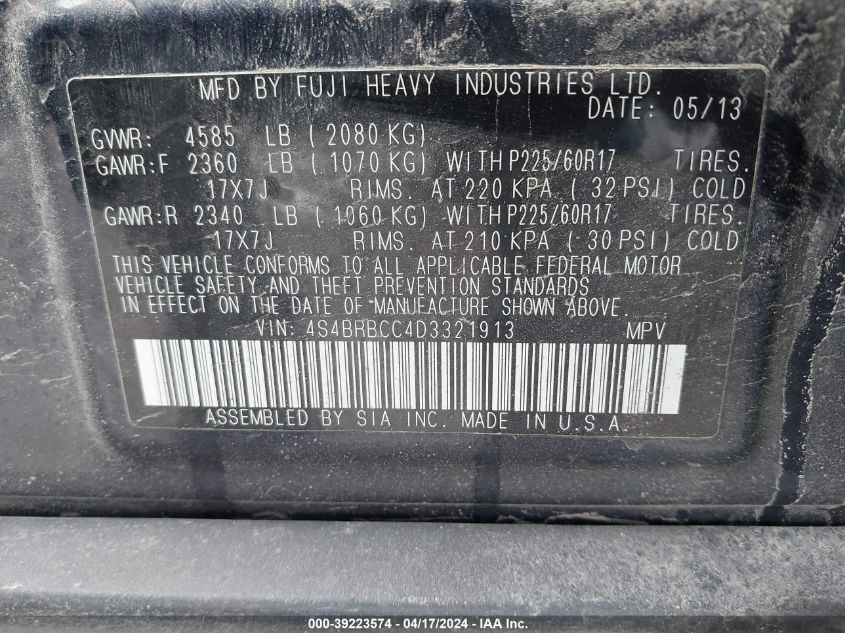 MFD BY FUJI HEAVY INDUSTRIES LTD.
DATE: 05/13
GVWR: 4585 LB ( 2080 KG)
GAWR:F 2360 LB ( 1070 KG) WITH P225/60R17 TIRES.
17X7J RIMS. AT 220 KPA ( 32 PSI) COLD
GAWR:R 2340 LB ( 1060 KG) WITH P225/60R17 TIRES.
17X7J RIMS. AT 210 KPA ( 30 PSI) COLD
THIS VEHICLE CONFORMS TO ALL APPLICABLE FEDERAL MOTOR
VEHICLE SAFETY AND THEFT PREVENTION STANDARDS
IN EFFECT ON THE DATE OF MANUFACTURE SHOWN ABOVE.
VIN: 4S4BRBCC4D3321913 MPV
ASSEMBLED BY SIA INC. MADE IN U.S.A.
000-39223574 - 04/17/2024 - IAA Inc.